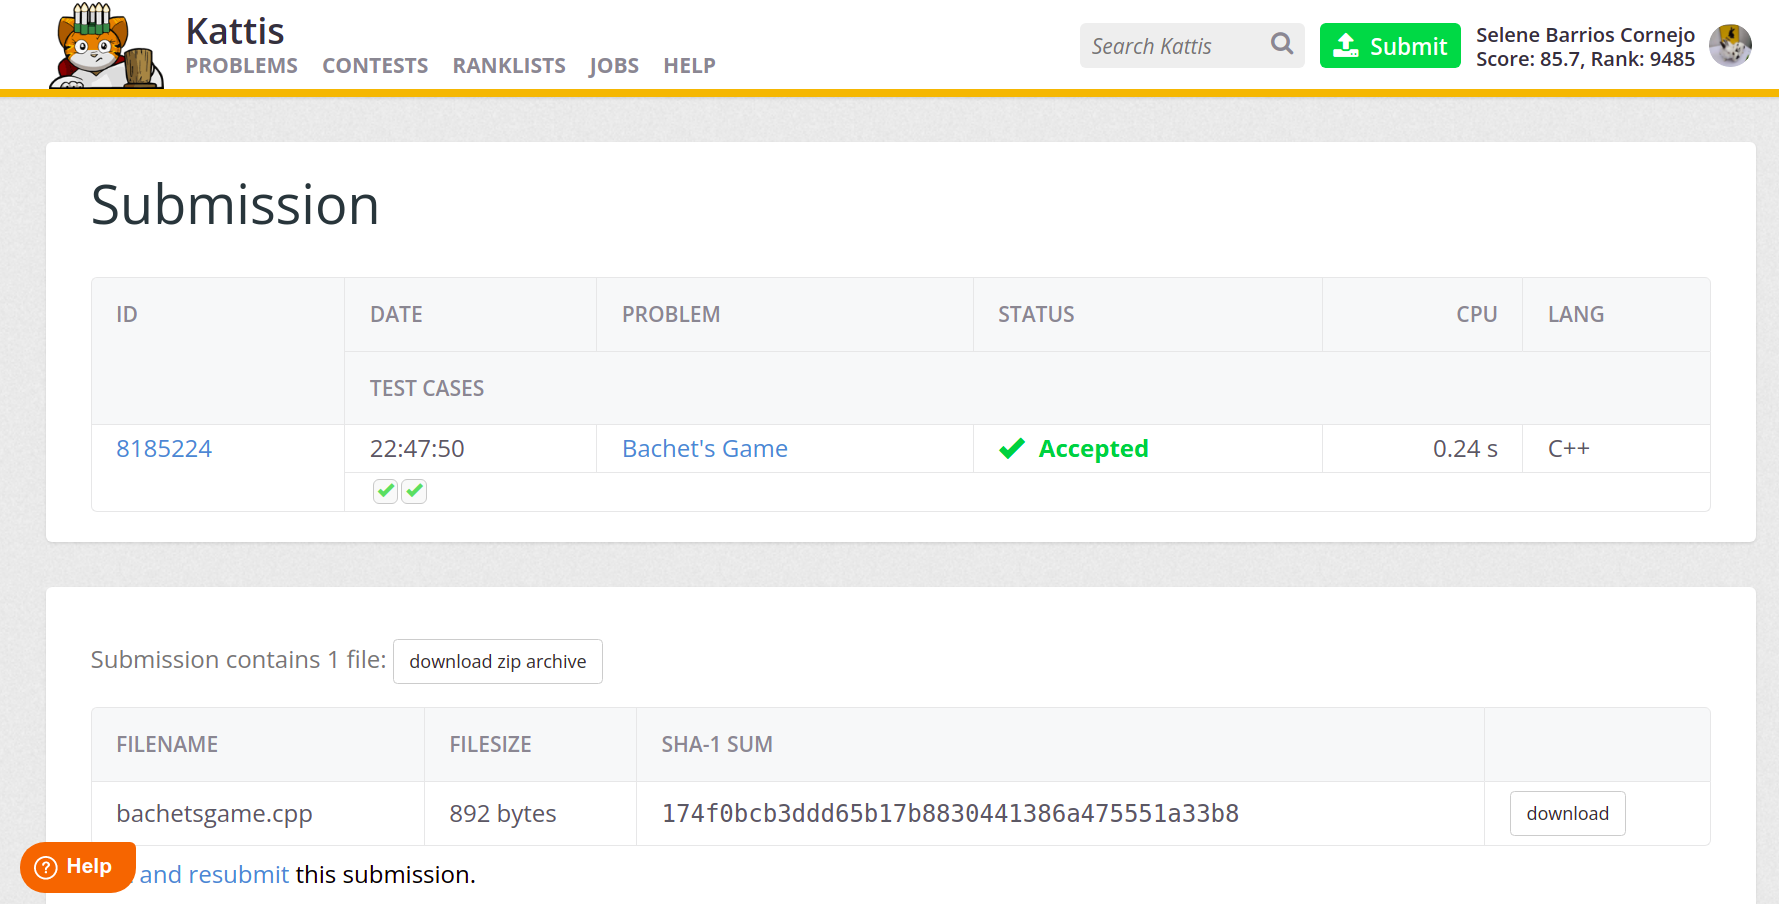 Kattis
PROBLEMS CONTESTS RANKLISTS JOBS HELP
Search Kattis
Submit
Selene Barrios Cornejo
Score: 85.7, Rank: 9485
Submission
ID DATE PROBLEM STATUS CPU LANG
TEST CASES
8185224 22:47:50 Bachet's Game Accepted 0.24 s C++
Submission contains 1 file: download zip archive
FILENAME FILESIZE SHA-1 SUM
bachetsgame.cpp 892 bytes 174f0bcb3ddd65b17b8830441386a475551a33b8 download
Help
and resubmit this submission.